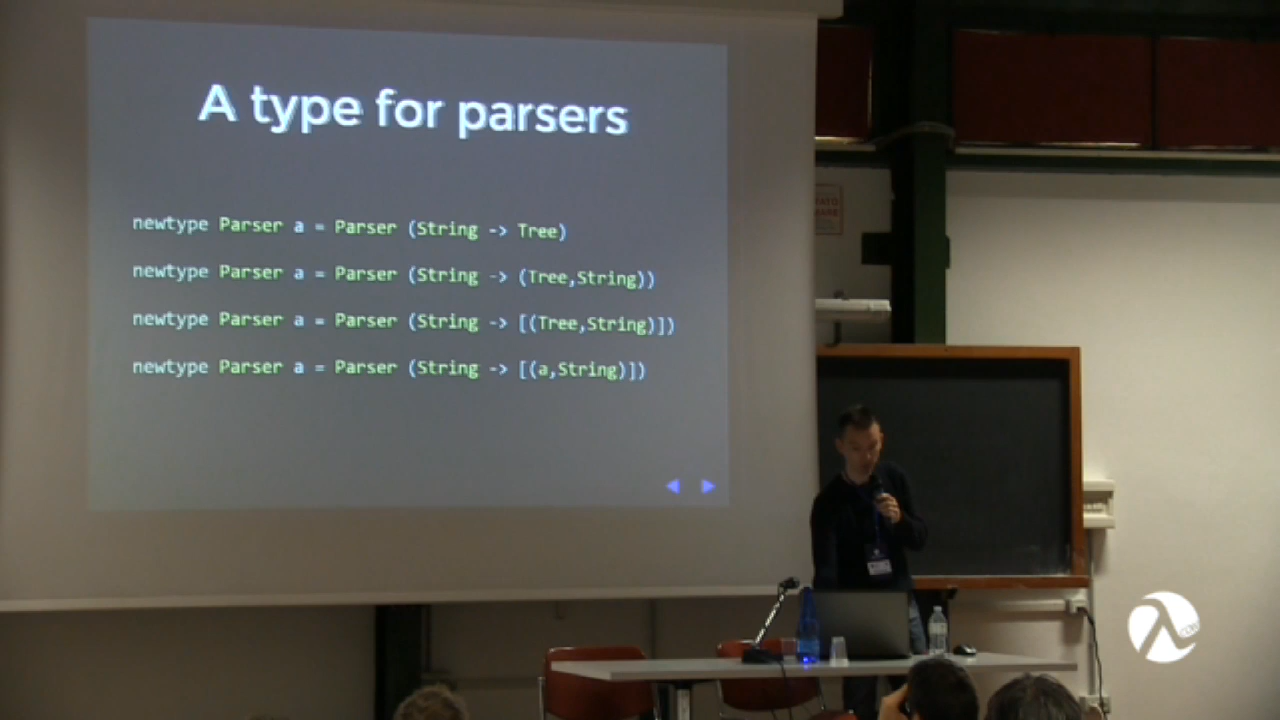 A type for parsers
newtype Parser a = Parser (String -> Tree)
newtype Parser a = Parser (String -> (Tree,String))
newtype Parser a = Parser (String -> [(Tree,String)])
newtype Parser a = Parser (String -> [(a,String)])
λ